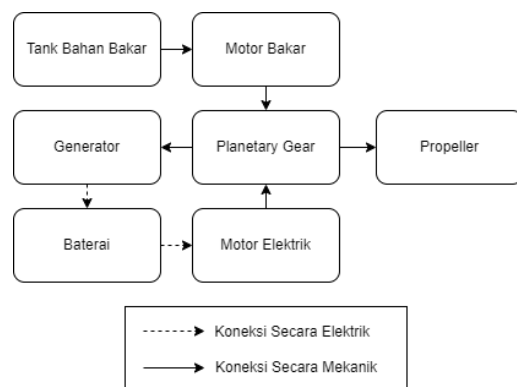 Tank Bahan Bakar
Motor Bakar
Generator
Planetary Gear
Propeller
Baterai
Motor Elektrik
Koneksi Secara Elektrik
Koneksi Secara Mekanik